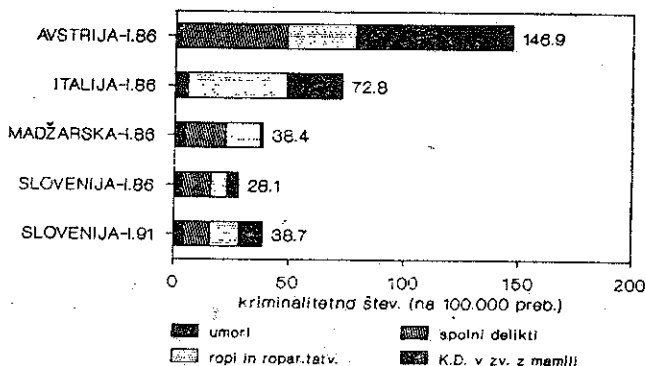 AVSTRIJA-l.86 146.9
ITALIJA-l.86 72.8
MADŽARSKA-l.86 38.4
SLOVENIJA-l.86 28.1
SLOVENIJA-l.91 38.7
0 50 100 150 200
kriminalitetno štev. (na 100.000 preb.)
umori spolni delikti
ropi in ropar.tatv. K.D. v zv. z mamili